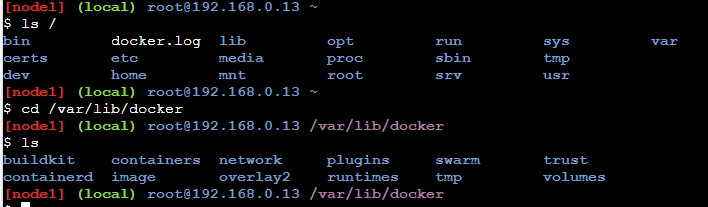 [node1] (local) root@192.168.0.13 ~
$ ls /
bin docker.log lib opt run sys var
certs etc media proc sbin tmp
dev home mnt root srv usr
[node1] (local) root@192.168.0.13 ~
$ cd /var/lib/docker
[node1] (local) root@192.168.0.13 /var/lib/docker
$ ls
buildkit containers network plugins swarm trust
containerd image overlay2 runtimes tmp volumes
[node1] (local) root@192.168.0.13 /var/lib/docker
$